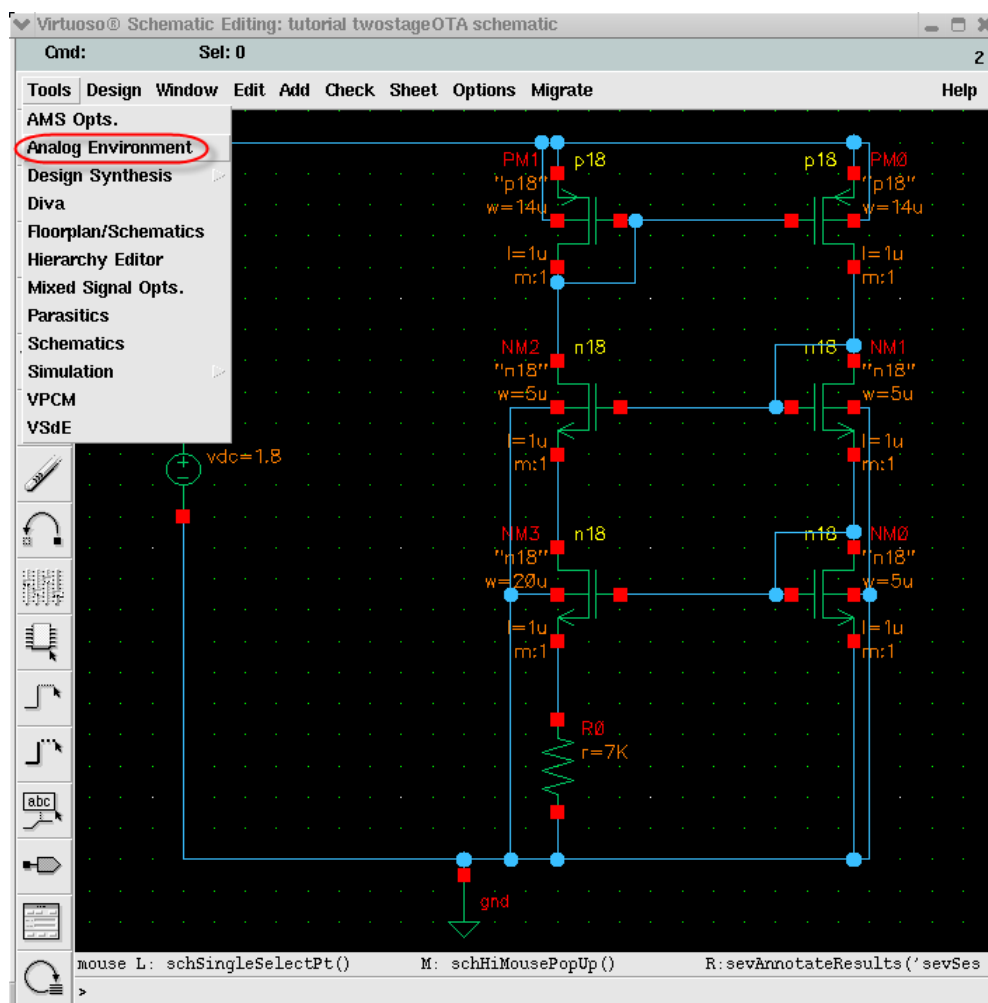 Virtuoso® Schematic Editing: tutorial twostageOTA schematic
Cmd: Sel: 0 2
Tools Design Window Edit Add Check Sheet Options Migrate Help
AMS Opts.
Analog Environment
Design Synthesis
Diva
Floorplan/Schematics
Hierarchy Editor
Mixed Signal Opts.
Parasitics
Schematics
Simulation
VPCM
VSdE
PM1 p18
"p18"
w=14u
l=1u
m:1
p18 PM0
"p18"
w=14u
l=1u
m:1
NM2 n18
"n18"
w=5u
l=1u
m:1
n18 NM1
"n18"
w=5u
l=1u
m:1
vdc=1.8
NM3 n18
"n18"
w=20u
l=1u
m:1
n18 NM0
"n18"
w=5u
l=1u
m:1
R0
r=7K
gnd
abc
mouse L: schSingleSelectPt() M: schHiMousePopUp() R:sevAnnotateResults('sevSes
>